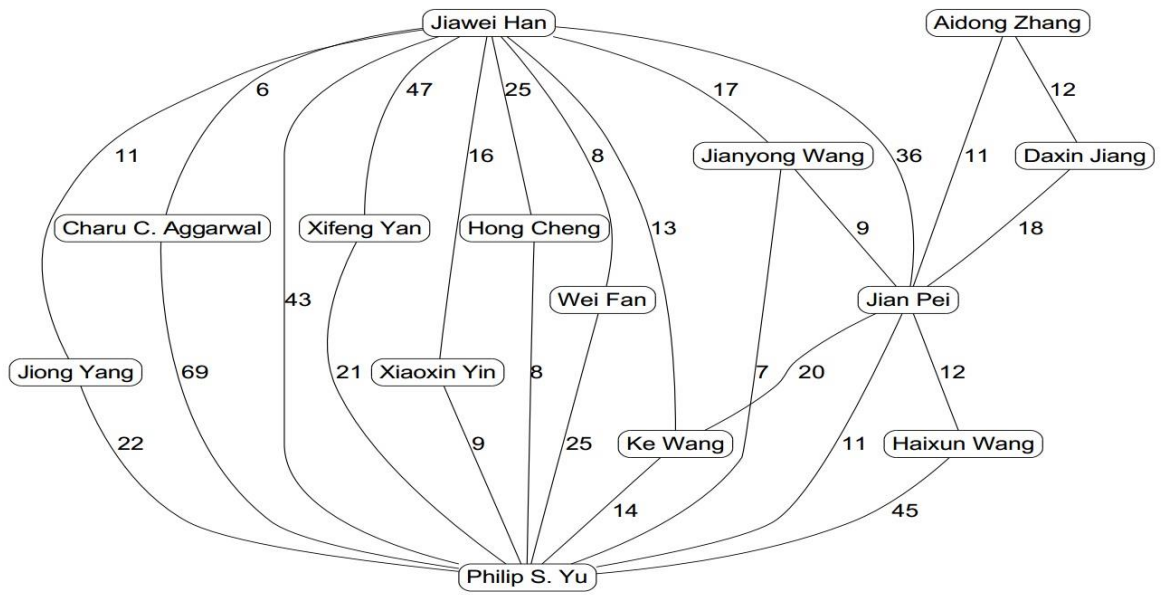 Jiawei Han
Aidong Zhang
6
47
25
17
12
11
16
8
Jianyong Wang
36
11
Daxin Jiang
Charu C. Aggarwal
Xifeng Yan
Hong Cheng
13
9
18
43
Wei Fan
Jian Pei
Jiong Yang
69
21
Xiaoxin Yin
8
7
20
12
22
9
25
Ke Wang
11
Haixun Wang
14
45
Philip S. Yu